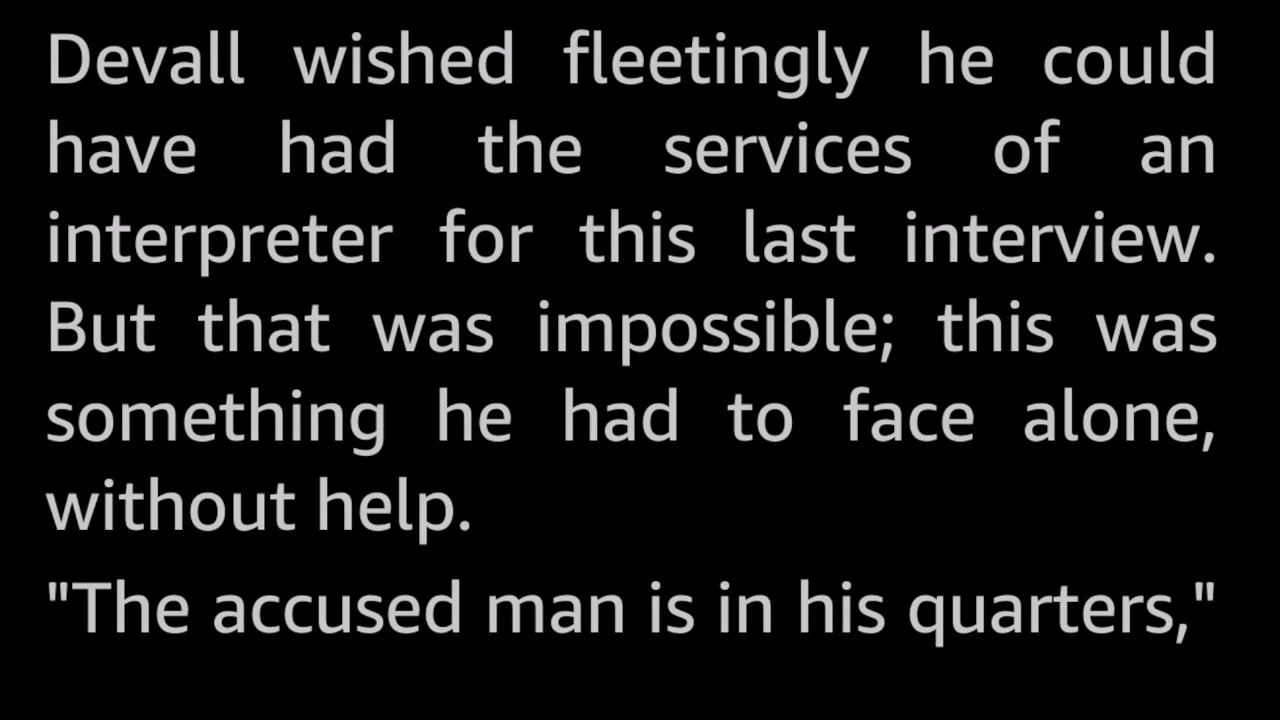 Devall wished fleetingly he could
have had the services of an
interpreter for this last interview.
But that was impossible; this was
something he had to face alone,
without help.
"The accused man is in his quarters,"